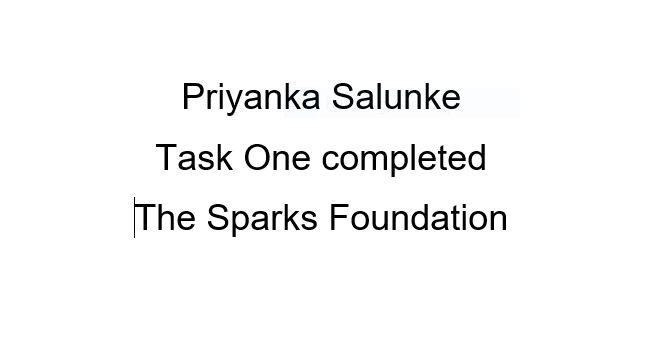 Priyanka Salunke
Task One completed
The Sparks Foundation